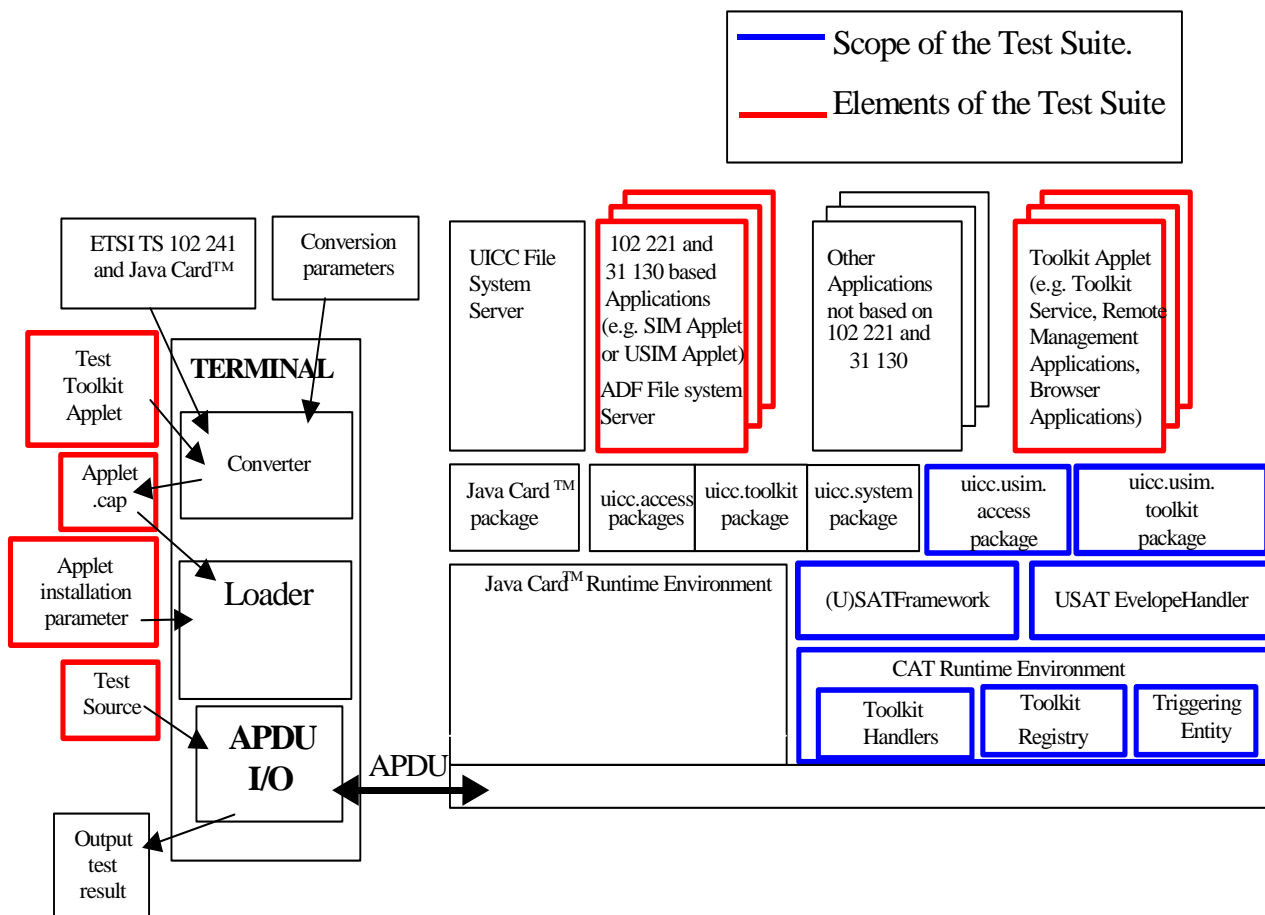 Scope of the Test Suite.
Elements of the Test Suite
ETSI TS 102 241
and Java Card™
Conversion
parameters
UICC File
System
Server
102 221 and
31 130 based
Applications
(e.g. SIM Applet
or USIM Applet)
ADF File system
Server
Other
Applications
not based on
102 221 and
31 130
Toolkit Applet
(e.g. Toolkit
Service, Remote
Management
Applications,
Browser
Applications)
Test
Toolkit
Applet
TERMINAL
Converter
Applet
.cap
Java Card ™
package
uicc.access
packages
uicc.toolkit
package
uicc.system
package
uicc.usim.
access
package
uicc.usim.
toolkit
package
Applet
installation
parameter
Loader
Java Card™ Runtime Environment
(U)SATFramework
USAT EvelopeHandler
CAT Runtime Environment
Toolkit
Handlers
Toolkit
Registry
Triggering
Entity
Test
Source
APDU
I/O
APDU
Output
test
result